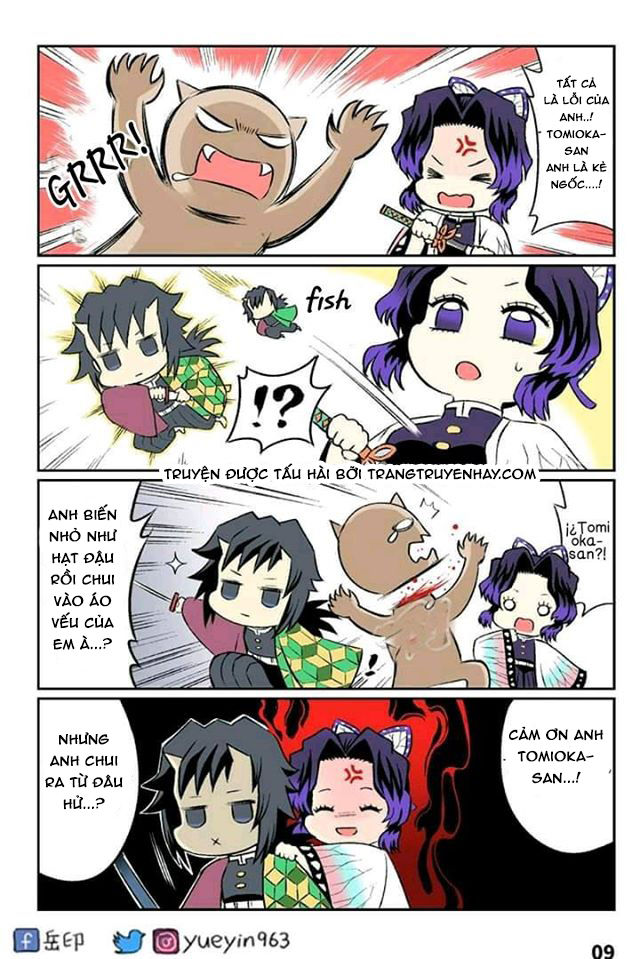 TẤT CẢ
LÀ LỖI CỦA
ANH..!
TOMIOKA-
SAN
ANH LÀ KẺ
NGỐC....!
GRRR!
fish
!?
TRUYỆN ĐƯỢC TẤU HÀI BỞI TRANGTRUYENHAY.COM
ANH BIẾN
NHỎ NHƯ
HẠT ĐẬU
RỒI CHUI
VÀO ÁO
VẾU CỦA
EM À...?
¡¿Tomi
oka-
san?!
CẢM ƠN ANH
TOMIOKA-
SAN...!
NHƯNG
ANH CHUI
RA TỪ ĐÂU
HỬ...?
f 岳印
yueyin963
09